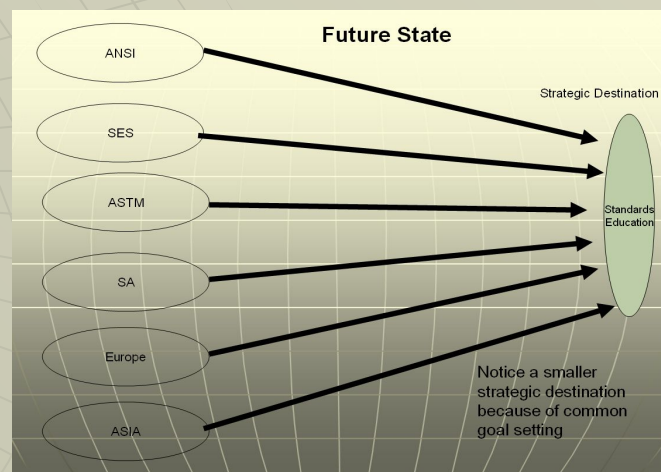 Future State
ANSI
Strategic Destination
SES
ASTM
Standards
Education
SA
Europe
ASIA
Notice a smaller
strategic destination
because of common
goal setting